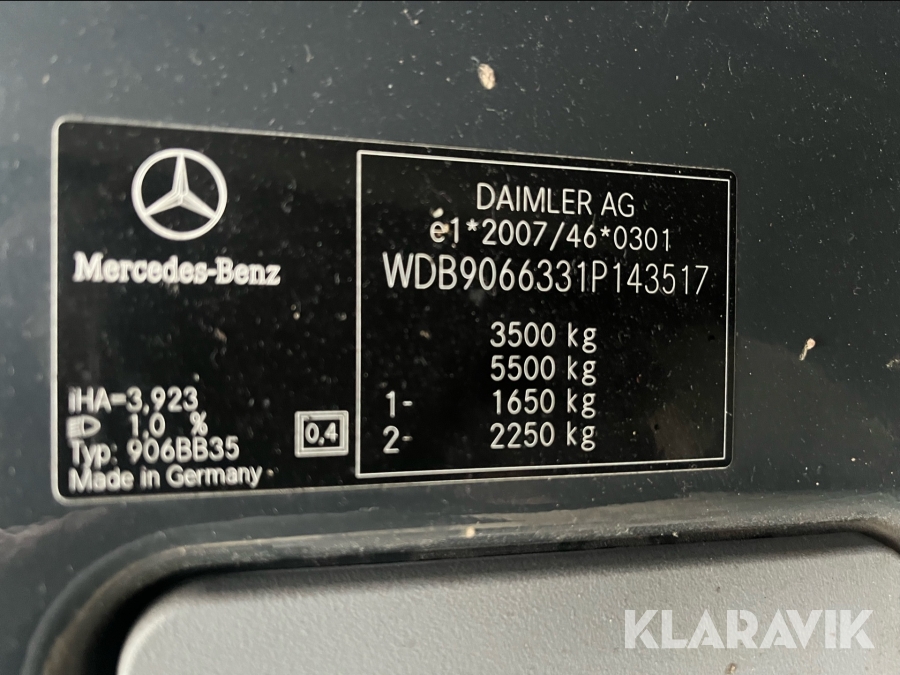 Mercedes-Benz
iHA=3,923
1,0 %
Typ: 906BB35
Made in Germany
0,4
DAIMLER AG
e1*2007/46*0301
WDB9066331P143517
3500 kg
5500 kg
1- 1650 kg
2- 2250 kg
KLARAVIK